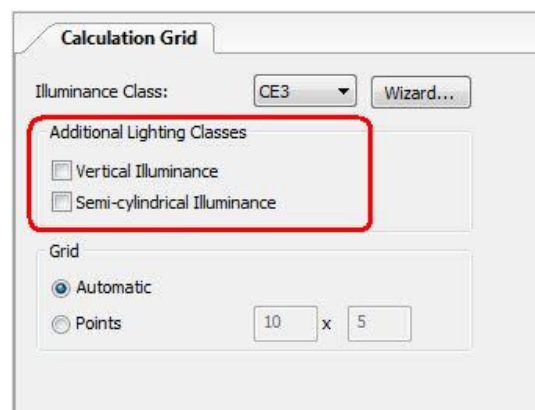 Calculation Grid
Illuminance Class: CE3 Wizard...
Additional Lighting Classes
Vertical Illuminance
Semi-cylindrical Illuminance
Grid
Automatic
Points 10 x 5